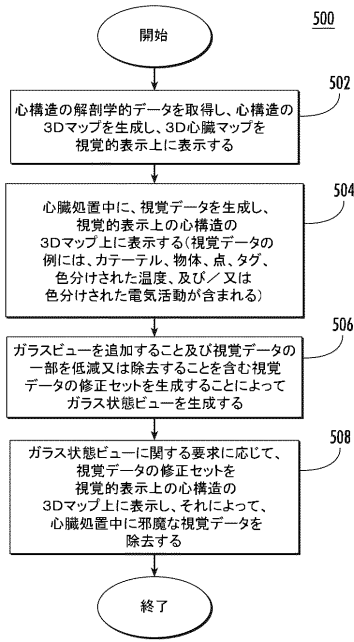 500
開始
502
心構造の解剖学的データを取得し、心構造の
3Dマップを生成し、3D心臓マップを
視覚的表示上に表示する
504
心臓処置中に、視覚データを生成し、
視覚的表示上の心構造の
3Dマップ上に表示する(視覚データの
例には、カテーテル、物体、点、タグ、
色分けされた温度、及び/又は
色分けされた電気活動が含まれる)
506
ガラスビューを追加すること及び視覚データの
一部を低減又は除去することを含む視覚
データの修正セットを生成することによって
ガラス状態ビューを生成する
508
ガラス状態ビューに関する要求に応じて、
視覚データの修正セットを
視覚的表示上の心構造の
3Dマップ上に表示し、それによって、
心臓処置中に邪魔な視覚データを
除去する
終了